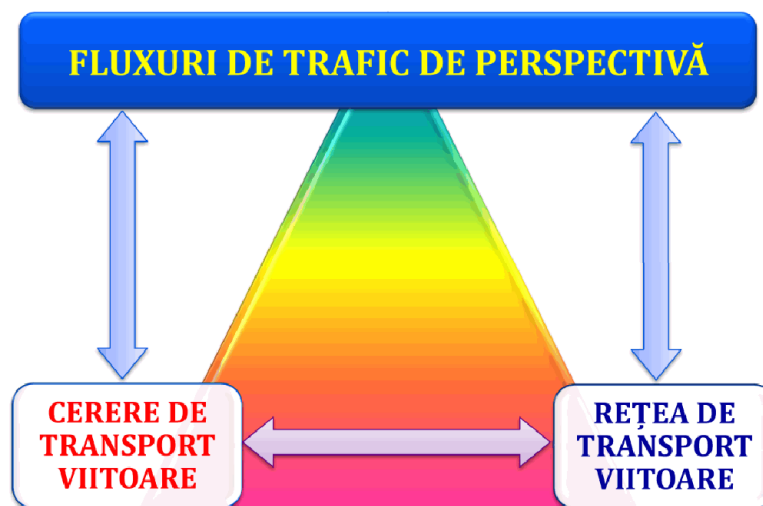 FLUXURI DE TRAFIC DE PERSPECTIVĂ
CERERE DE
TRANSPORT
VIITOARE
REȚEA DE
TRANSPORT
VIITOARE